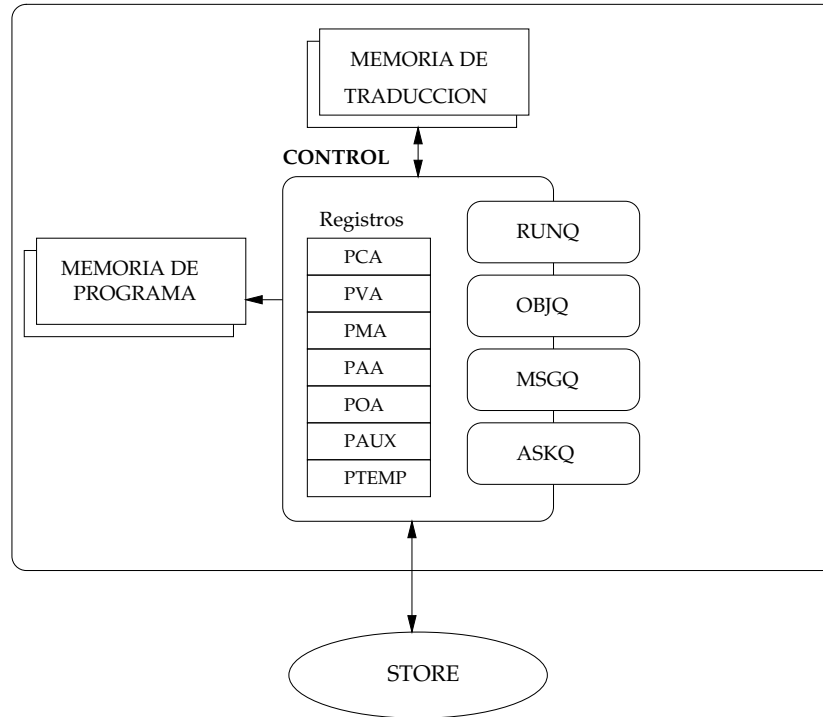 MEMORIA DE
TRADUCCION
CONTROL
Registros
PCA
PVA
PMA
PAA
POA
PAUX
PTEMP
RUNQ
OBJQ
MSGQ
ASKQ
MEMORIA DE
PROGRAMA
STORE